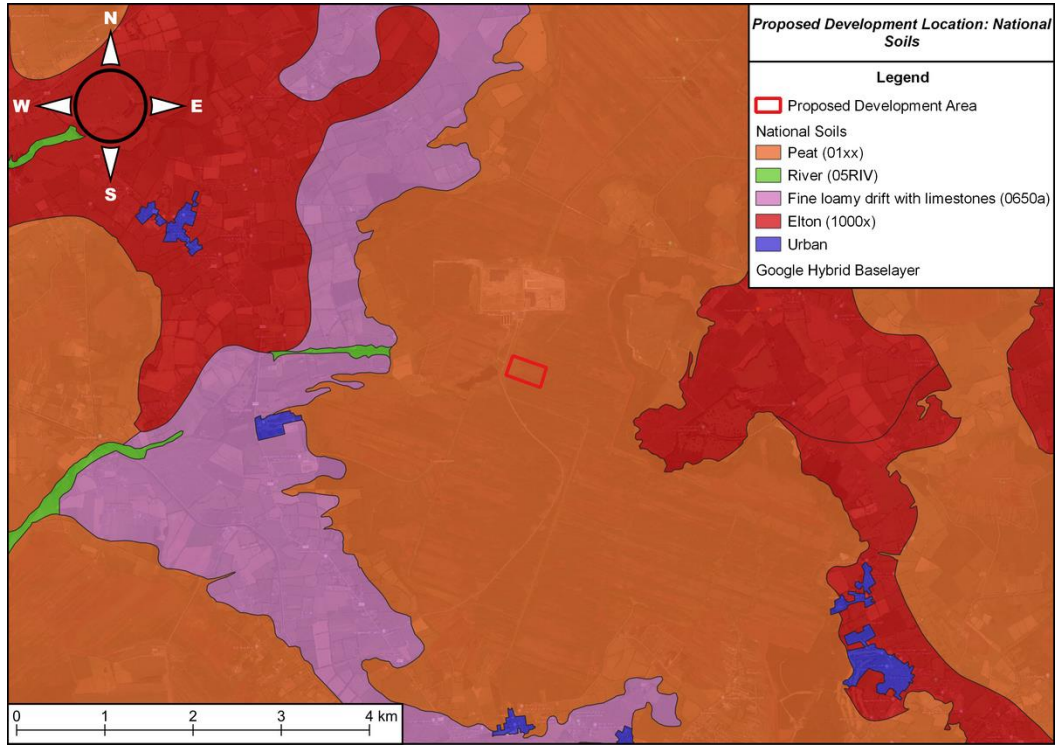 Proposed Development Location: National
Soils
Legend
Proposed Development Area
National Soils
Peat (01xx)
River (05RIV)
Fine loamy drift with limestones (0650a)
Elton (1000x)
Urban
Google Hybrid Baselayer
N
W
E
S
0 1 2 3 4 km